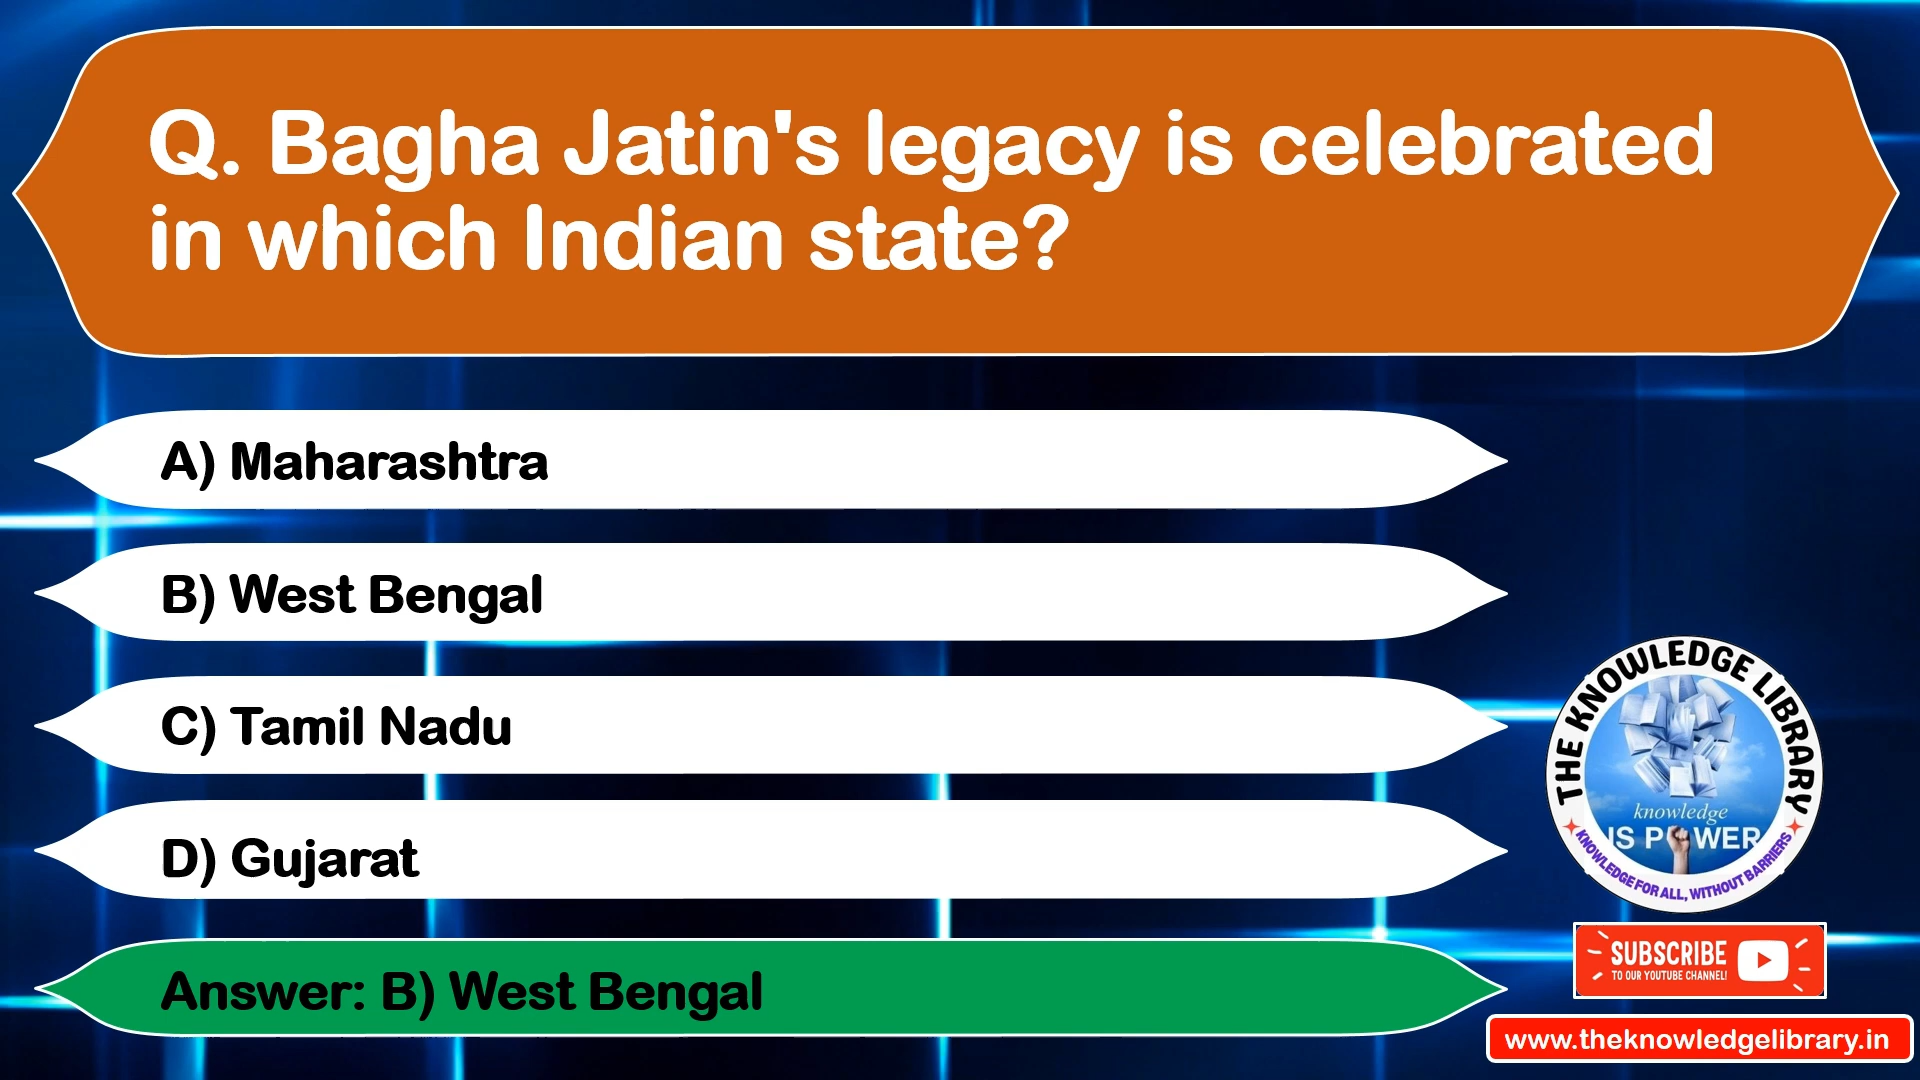 Q. Bagha Jatin's legacy is celebrated
in which Indian state?
A) Maharashtra
B) West Bengal
C) Tamil Nadu
D) Gujarat
Answer: B) West Bengal
THE KNOWLEDGE LIBRARY
knowledge
IS POWER
KNOWLEDGE FOR ALL, WITHOUT BARRIERS
SUBSCRIBE
TO OUR YOUTUBE CHANNEL!
www.theknowledgelibrary.in